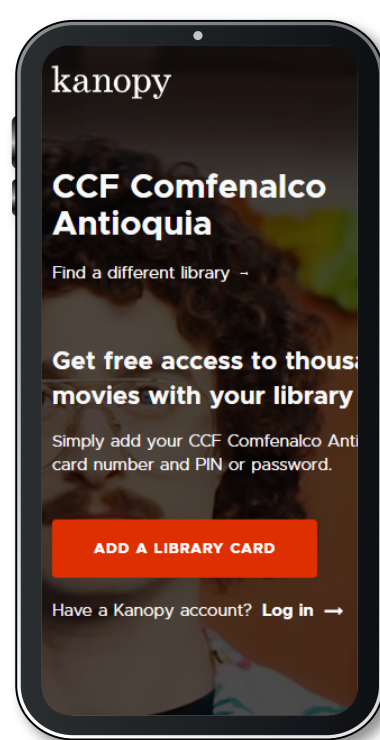 kanopy
CCF Comfenalco
Antioquia
Find a different library →
Get free access to thous
movies with your library
Simply add your CCF Comfenalco Anti
card number and PIN or password.
ADD A LIBRARY CARD
Have a Kanopy account? Log in →